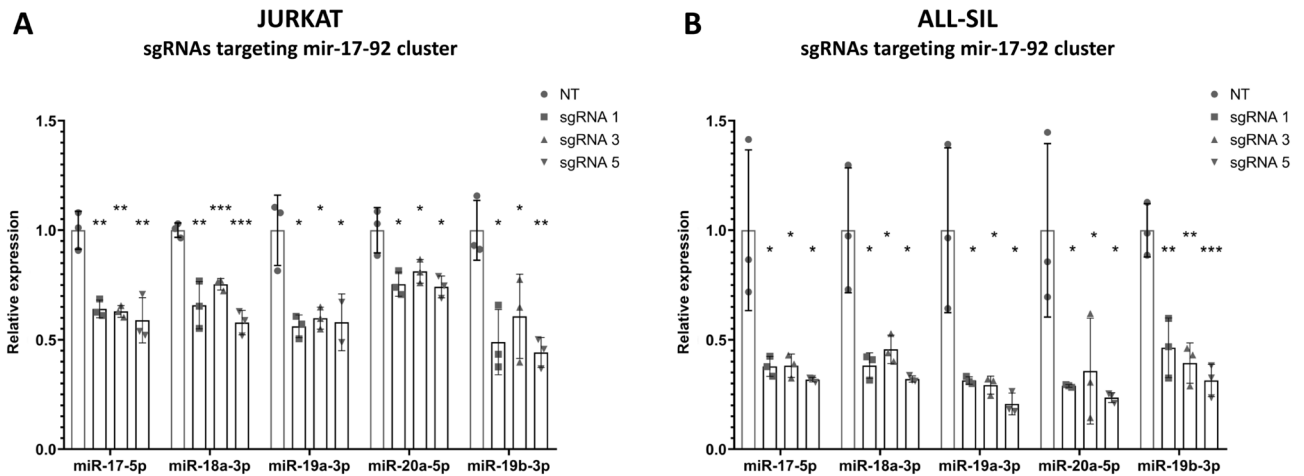 A
JURKAT
sgRNAs targeting mir-17-92 cluster
NT
sgRNA 1
sgRNA 3
sgRNA 5
Relative expression
1.5
1.0
0.5
0.0
** ** **
** *** ***
* * *
* * *
* * **
miR-17-5p miR-18a-3p miR-19a-3p miR-20a-5p miR-19b-3p
B
ALL-SIL
sgRNAs targeting mir-17-92 cluster
NT
sgRNA 1
sgRNA 3
sgRNA 5
Relative expression
1.5
1.0
0.5
0.0
* * *
* * *
* * *
* * *
** ** ***
miR-17-5p miR-18a-3p miR-19a-3p miR-20a-5p miR-19b-3p